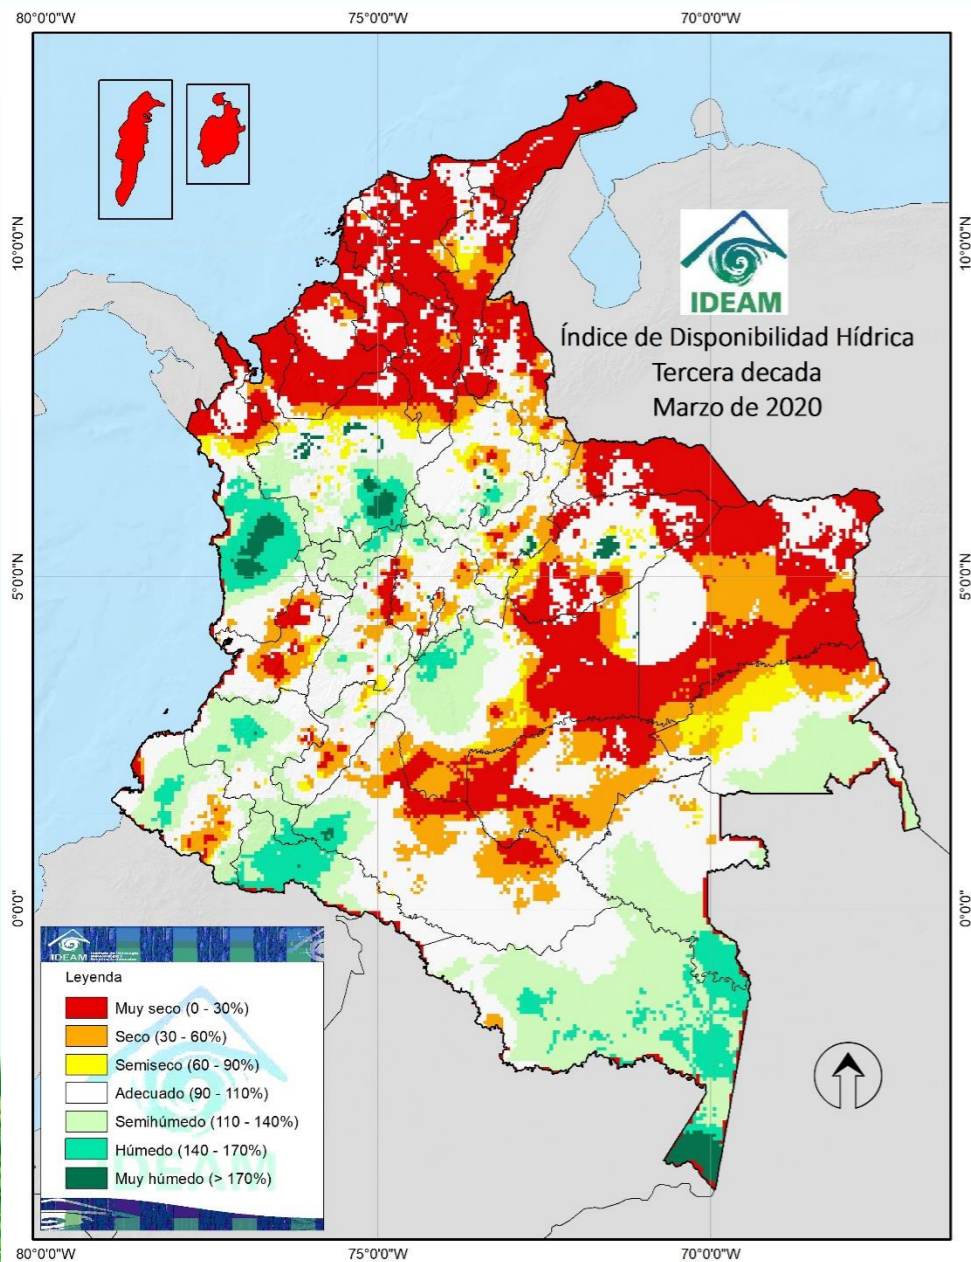 80°0'0"W
75°0'0"W
70°0'0"W
10°0'0"N
10°0'0"N
IDEAM
Índice de Disponibilidad Hídrica
Tercera decada
Marzo de 2020
5°0'0"N
5°0'0"N
0°0'0"
0°0'0"
IDEAM
Leyenda
Muy seco (0 - 30%)
Seco (30 - 60%)
Semiseco (60 - 90%)
Adecuado (90 - 110%)
Semihúmedo (110 - 140%)
Húmedo (140 - 170%)
Muy húmedo (> 170%)
IDEAM
80°0'0"W
75°0'0"W
70°0'0"W